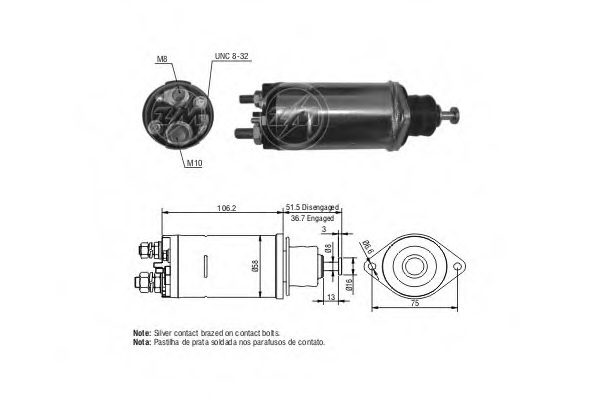 M8
UNC 8-32
M10
ZM
106.2
51.5 Disengaged
36.7 Engaged
3
Ø8
Ø58
Ø16
13
Ø6.6
75
Note: Silver contact brazed on contact bolts.
Nota: Pastilha de prata soldada nos parafusos de contato.